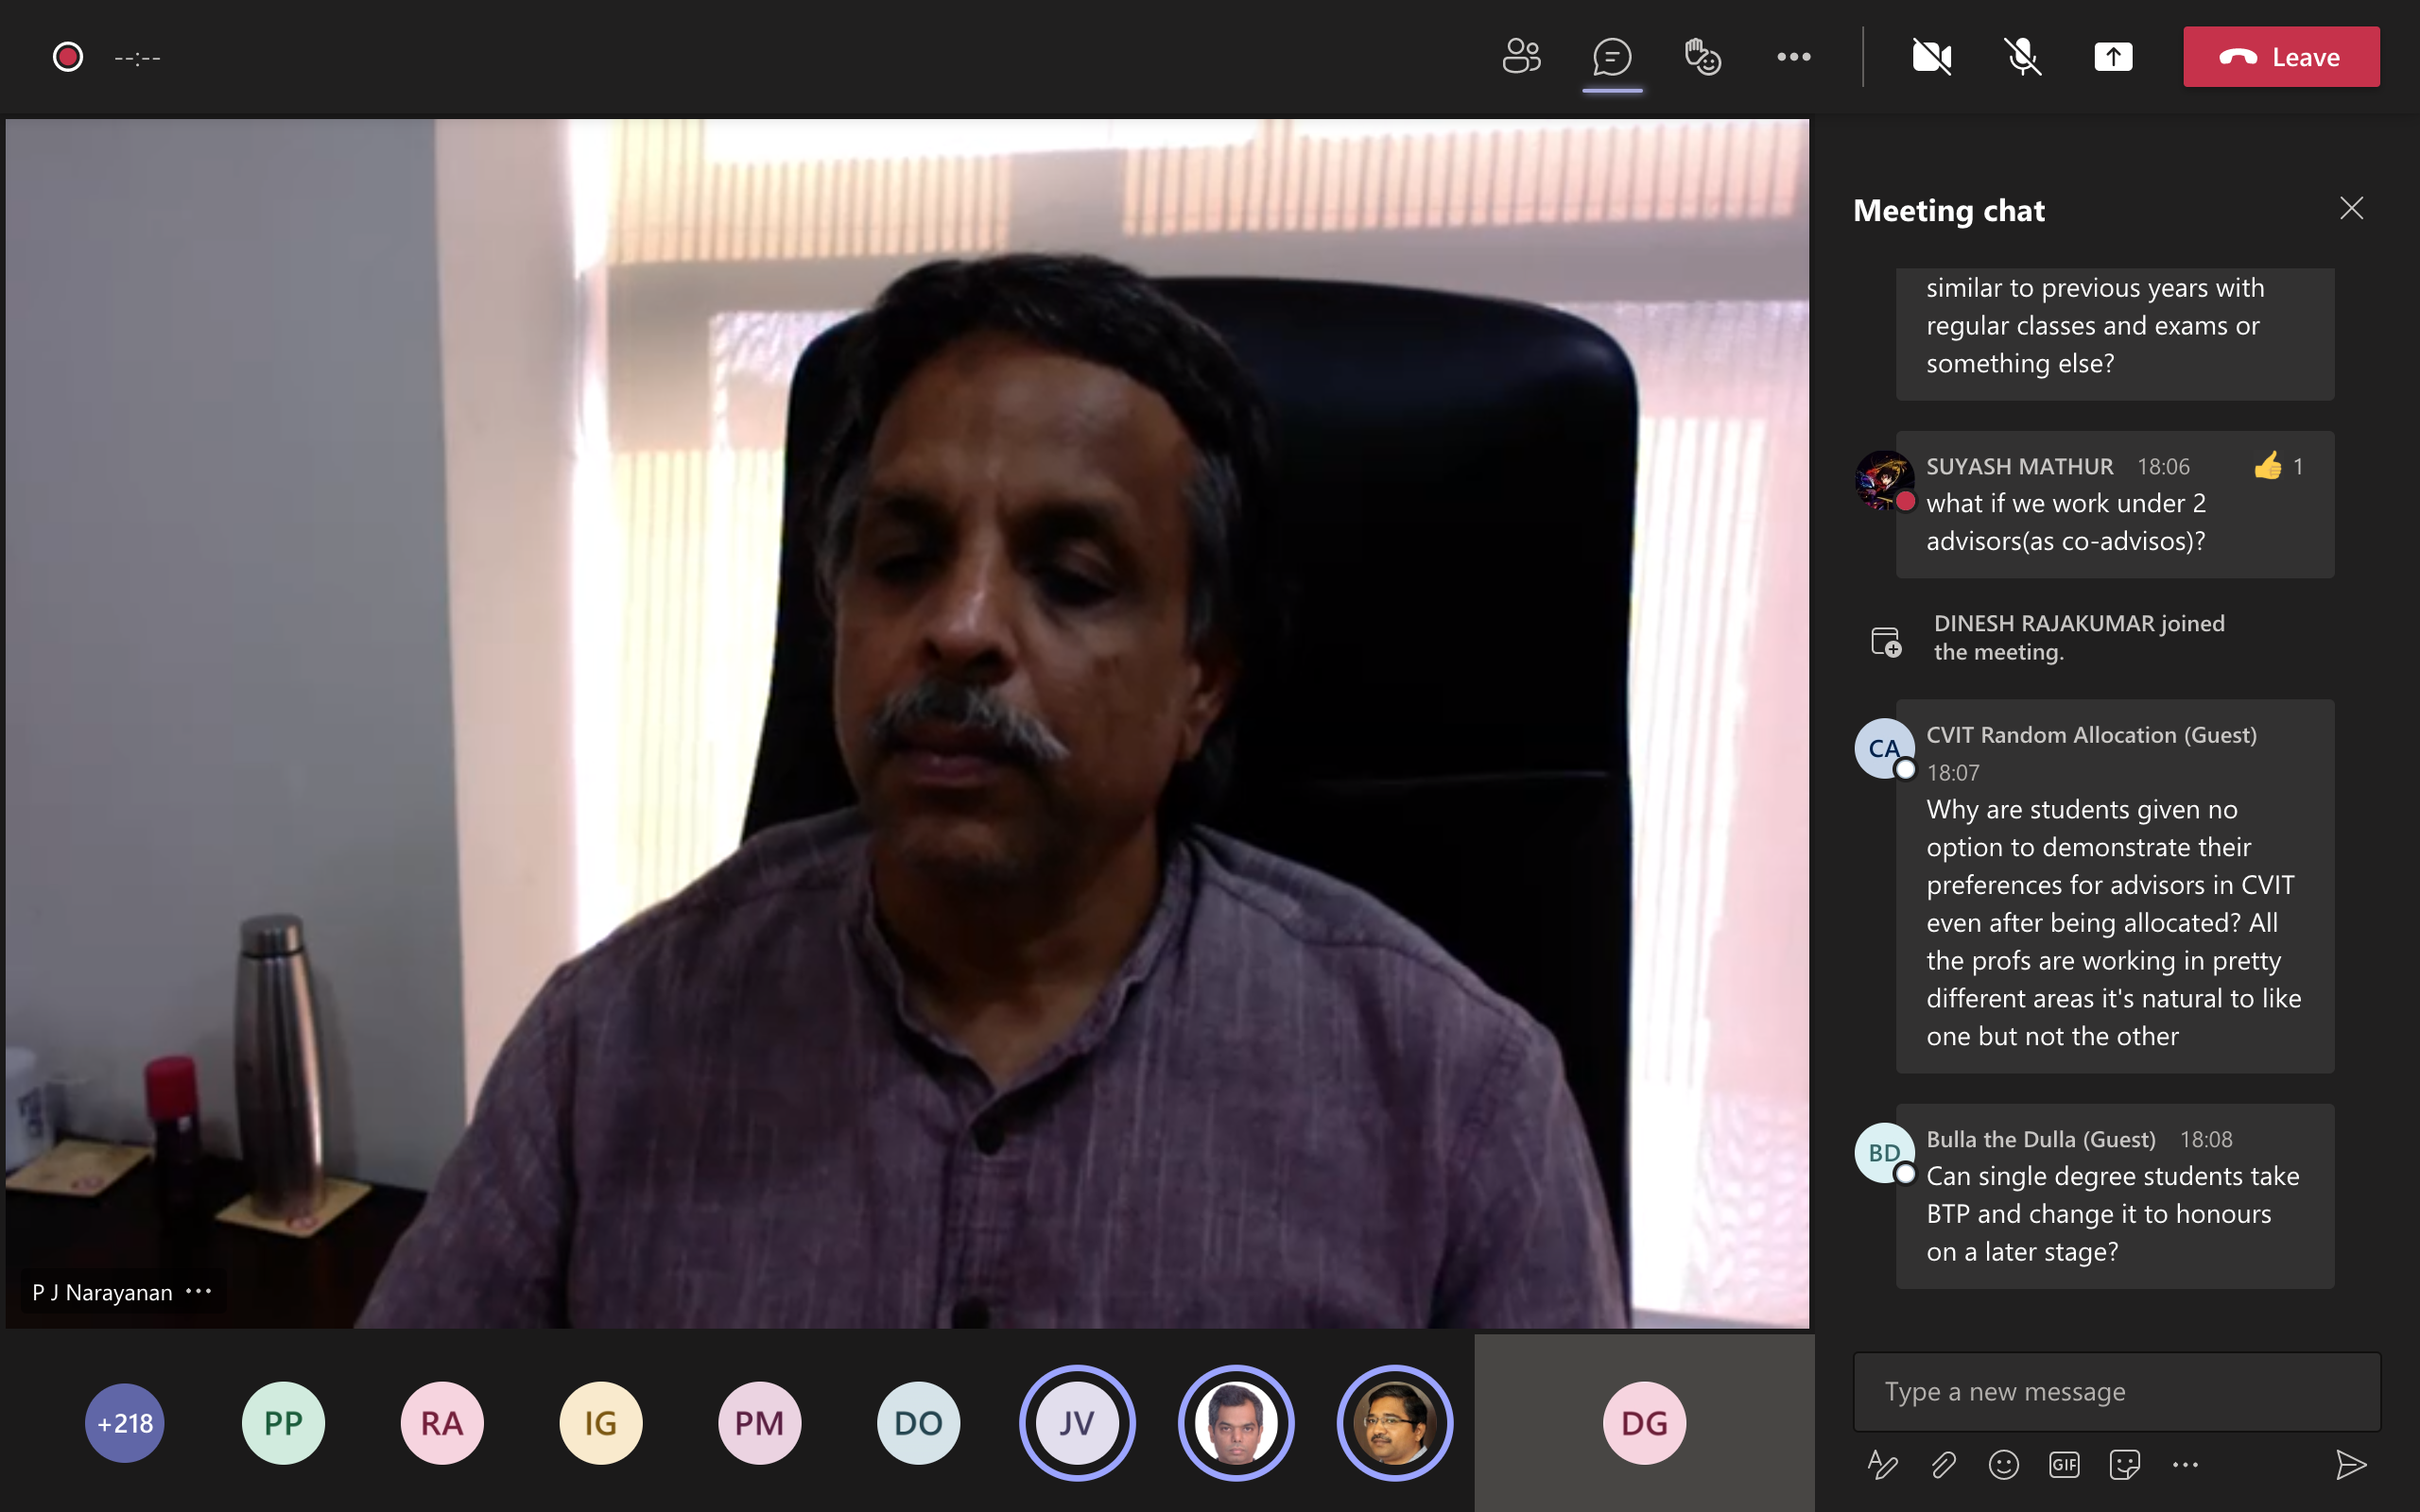 --:--
Leave
Meeting chat
similar to previous years with
regular classes and exams or
something else?
SUYASH MATHUR 18:06 👍 1
what if we work under 2
advisors(as co-advisos)?
DINESH RAJAKUMAR joined
the meeting.
CA
CVIT Random Allocation (Guest)
18:07
Why are students given no
option to demonstrate their
preferences for advisors in CVIT
even after being allocated? All
the profs are working in pretty
different areas it's natural to like
one but not the other
BD
Bulla the Dulla (Guest) 18:08
Can single degree students take
BTP and change it to honours
on a later stage?
P J Narayanan ···
+218 PP RA IG PM DO JV DG
Type a new message
GIF